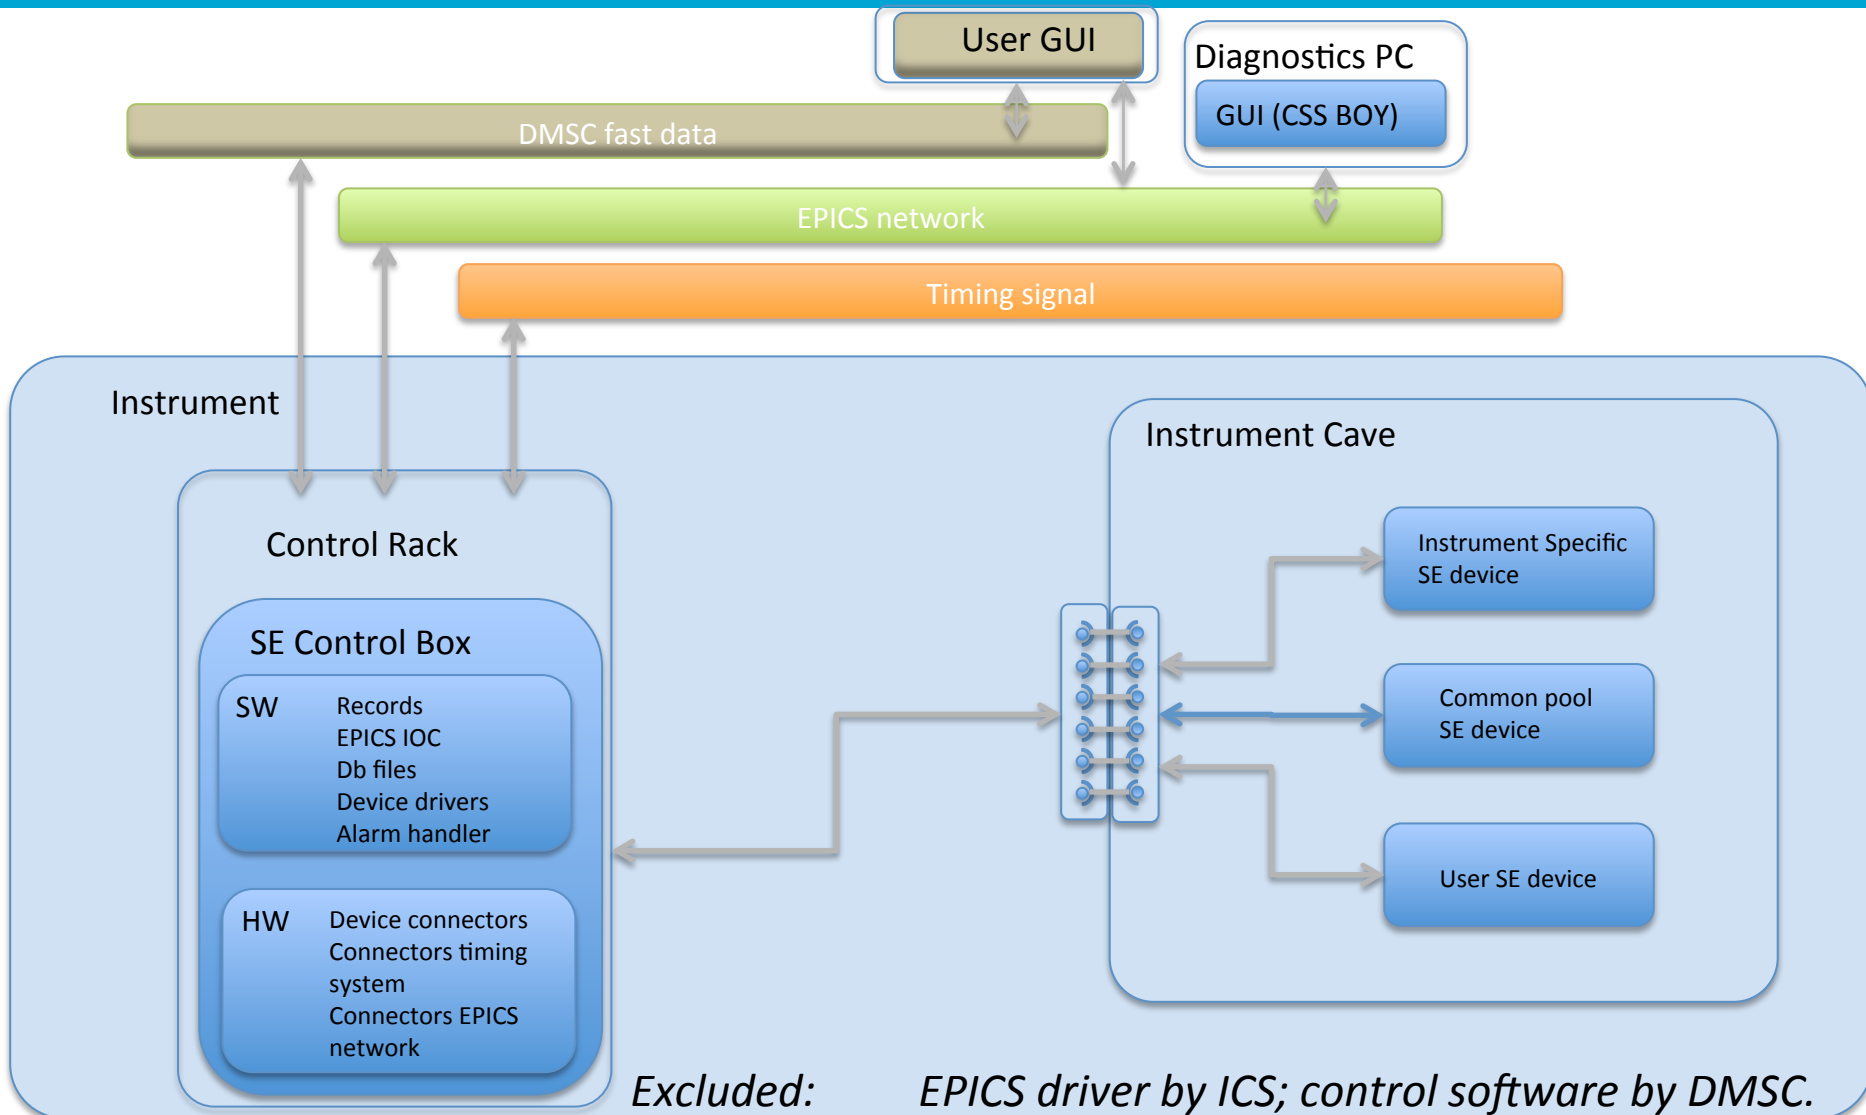 User GUI
Diagnostics PC
GUI (CSS BOY)
DMSC fast data
EPICS network
Timing signal
Instrument
Instrument Cave
Control Rack
Instrument Specific
SE device
SE Control Box
SW
Records
EPICS IOC
Db files
Device drivers
Alarm handler
Common pool
SE device
HW
Device connectors
Connectors timing
system
Connectors EPICS
network
User SE device
Excluded: EPICS driver by ICS; control software by DMSC.